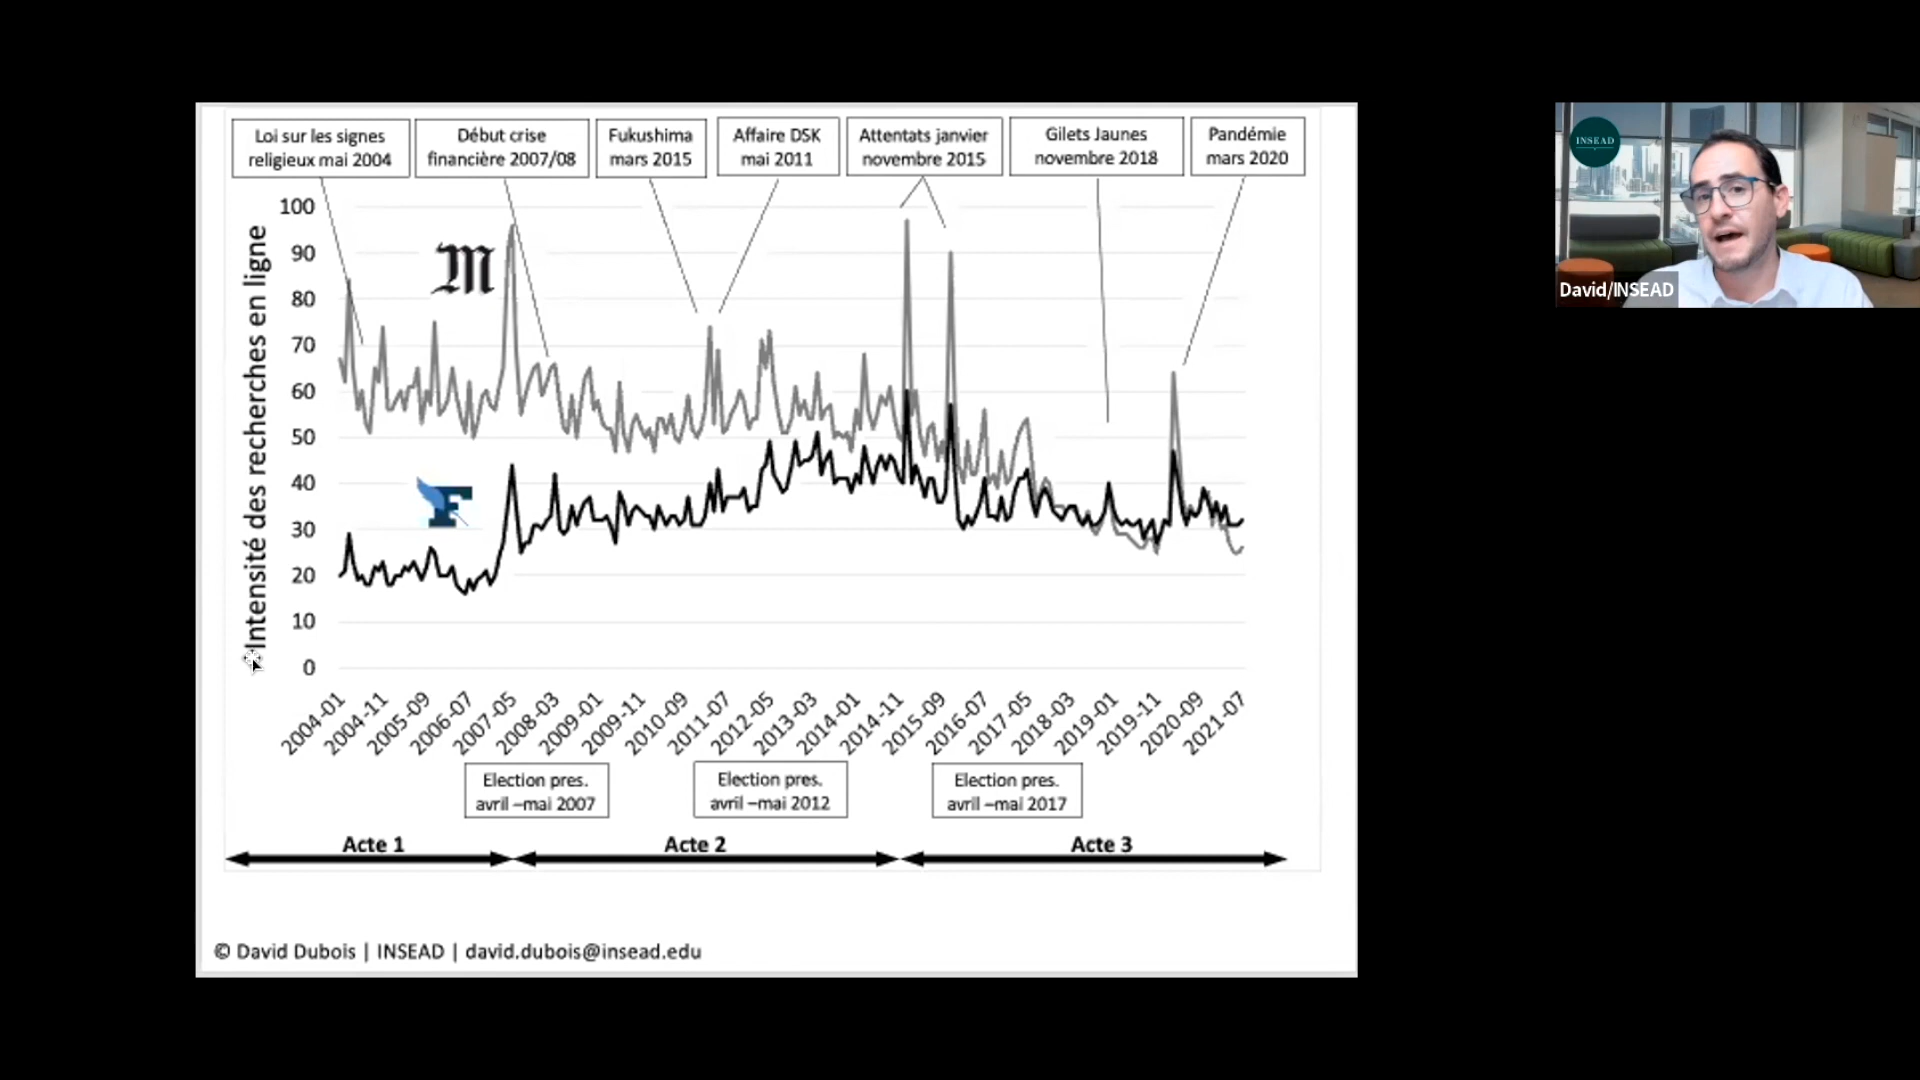 Loi sur les signes
religieux mai 2004
Début crise
financière 2007/08
Fukushima
mars 2015
Affaire DSK
mai 2011
Attentats janvier
novembre 2015
Gilets Jaunes
novembre 2018
Pandémie
mars 2020
INSEAD
David/INSEAD
Intensité des recherches en ligne
100
90
80
70
60
50
40
30
20
10
0
M
F
2004-01
2004-11
2005-09
2006-07
2007-05
2008-03
2009-01
2009-11
2010-09
2011-07
2012-05
2013-03
2014-01
2014-11
2015-09
2016-07
2017-05
2018-03
2019-01
2019-11
2020-09
2021-07
Election pres.
avril –mai 2007
Election pres.
avril –mai 2012
Election pres.
avril –mai 2017
Acte 1
Acte 2
Acte 3
© David Dubois | INSEAD | david.dubois@insead.edu